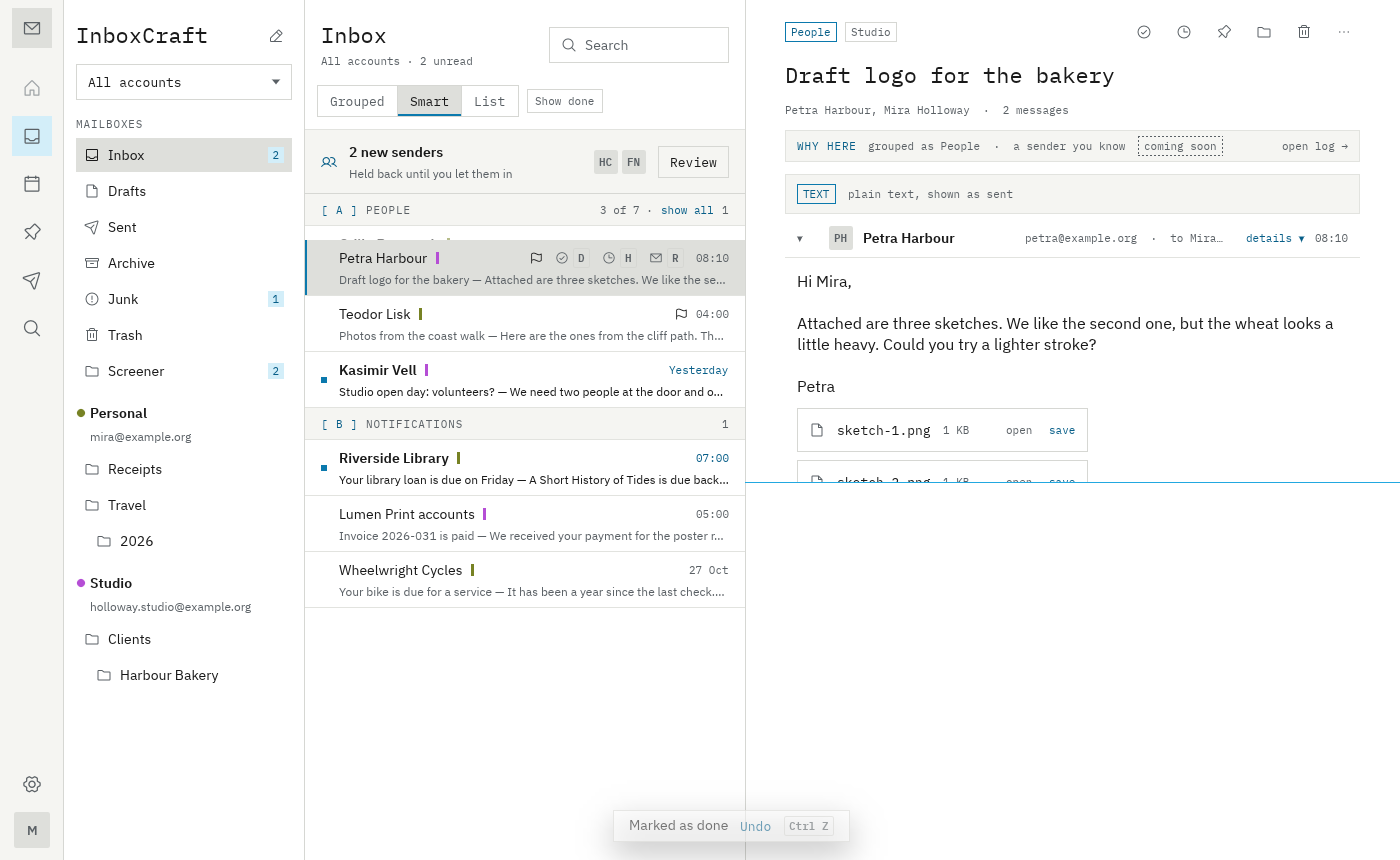 InboxCraft
All accounts
MAILBOXES
Inbox 2
Drafts
Sent
Archive
Junk 1
Trash
Screener 2
Personal
mira@example.org
Receipts
Travel
2026
Studio
holloway.studio@example.org
Clients
Harbour Bakery
M
Inbox
All accounts · 2 unread
Search
Grouped Smart List Show done
2 new senders
Held back until you let them in
HC FN Review
[ A ] PEOPLE 3 of 7 · show all 1
Petra Harbour D H R 08:10
Draft logo for the bakery — Attached are three sketches. We like the se…
Teodor Lisk 04:00
Photos from the coast walk — Here are the ones from the cliff path. Th…
Kasimir Vell Yesterday
Studio open day: volunteers? — We need two people at the door and o…
[ B ] NOTIFICATIONS 1
Riverside Library 07:00
Your library loan is due on Friday — A Short History of Tides is due back…
Lumen Print accounts 05:00
Invoice 2026-031 is paid — We received your payment for the poster r…
Wheelwright Cycles 27 Oct
Your bike is due for a service — It has been a year since the last check.…
People Studio
Draft logo for the bakery
Petra Harbour, Mira Holloway · 2 messages
WHY HERE grouped as People · a sender you know coming soon open log →
TEXT plain text, shown as sent
▾ PH Petra Harbour petra@example.org · to Mira… details ▾ 08:10
Hi Mira,
Attached are three sketches. We like the second one, but the wheat looks a
little heavy. Could you try a lighter stroke?
Petra
sketch-1.png 1 KB open save
sketch-2.png 1 KB open save
Marked as done Undo Ctrl Z